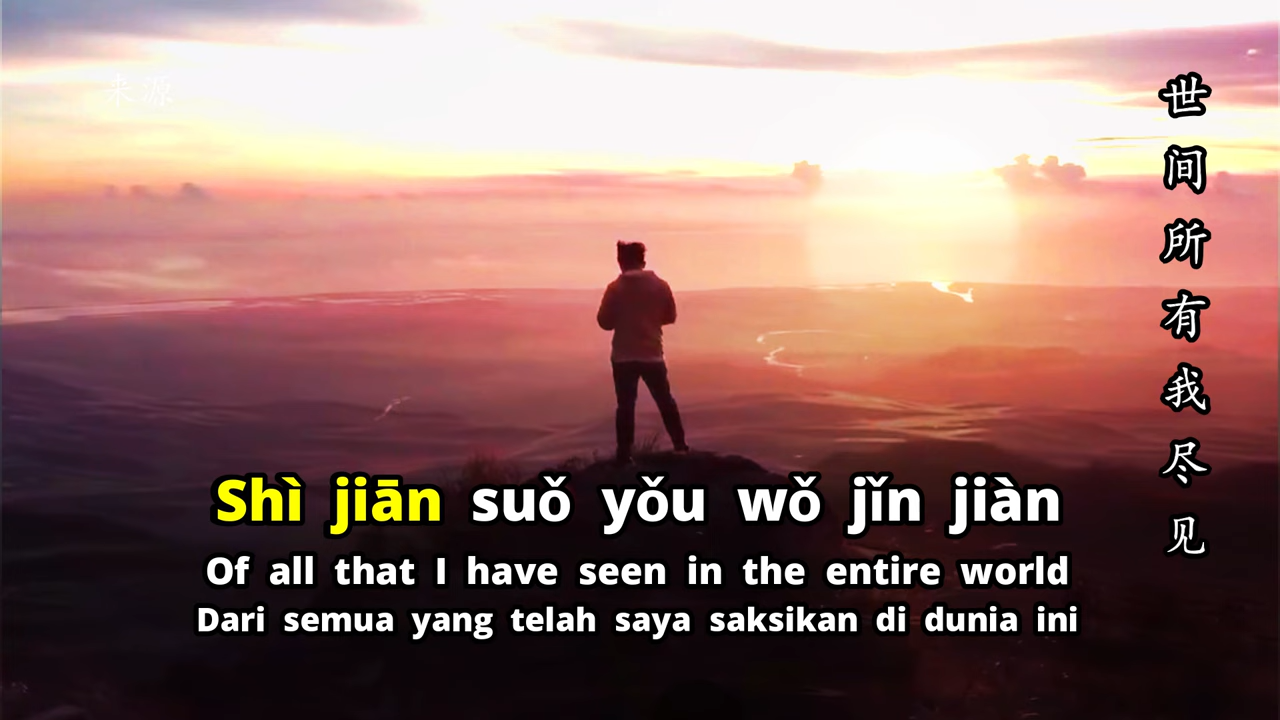 来源
世间所有我尽见
Shì jiān suǒ yǒu wǒ jǐn jiàn
Of all that I have seen in the entire world
Dari semua yang telah saya saksikan di dunia ini